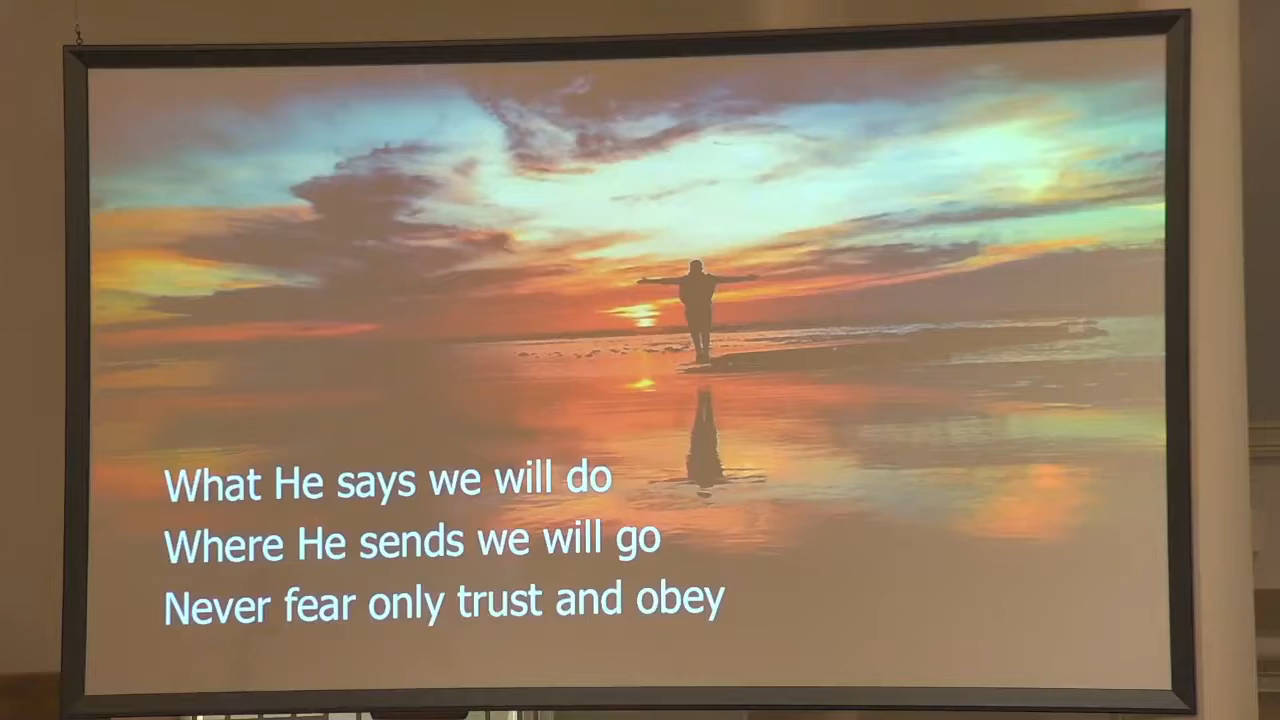 What He says we will do
Where He sends we will go
Never fear only trust and obey